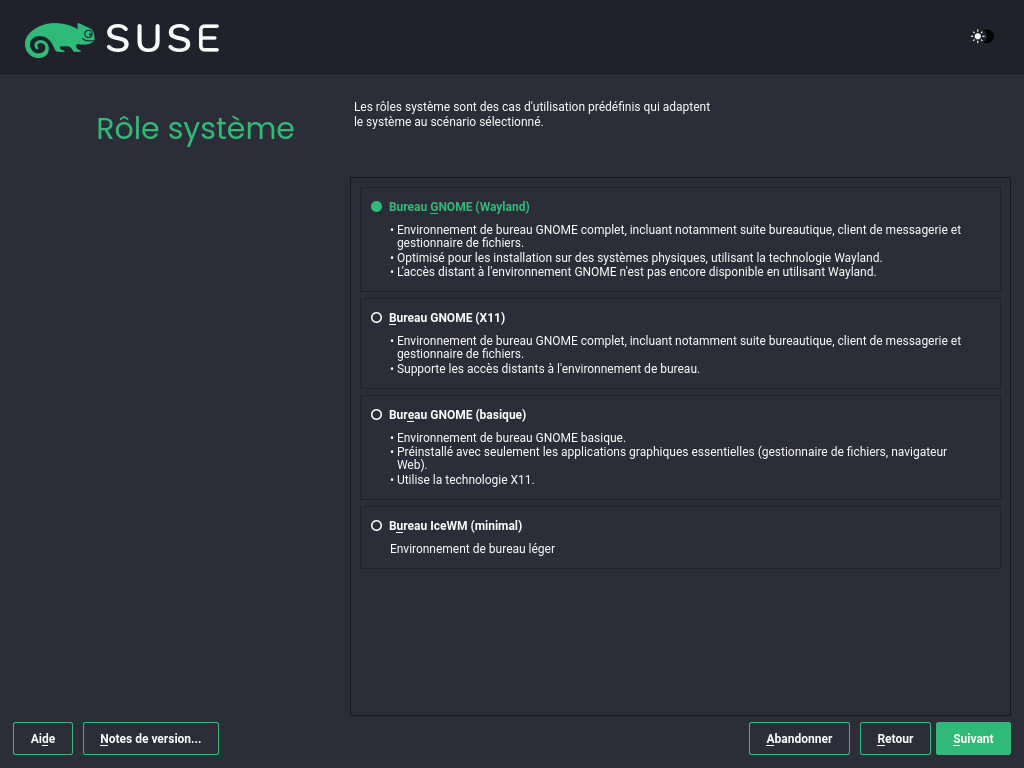 SUSE
Rôle système
Les rôles système sont des cas d'utilisation prédéfinis qui adaptent
le système au scénario sélectionné.
Bureau GNOME (Wayland)
• Environnement de bureau GNOME complet, incluant notamment suite bureautique, client de messagerie et
gestionnaire de fichiers.
• Optimisé pour les installation sur des systèmes physiques, utilisant la technologie Wayland.
• L'accès distant à l'environnement GNOME n'est pas encore disponible en utilisant Wayland.
Bureau GNOME (X11)
• Environnement de bureau GNOME complet, incluant notamment suite bureautique, client de messagerie et
gestionnaire de fichiers.
• Supporte les accès distants à l'environnement de bureau.
Bureau GNOME (basique)
• Environnement de bureau GNOME basique.
• Préinstallé avec seulement les applications graphiques essentielles (gestionnaire de fichiers, navigateur
Web).
• Utilise la technologie X11.
Bureau IceWM (minimal)
Environnement de bureau léger
Aide
Notes de version...
Abandonner
Retour
Suivant